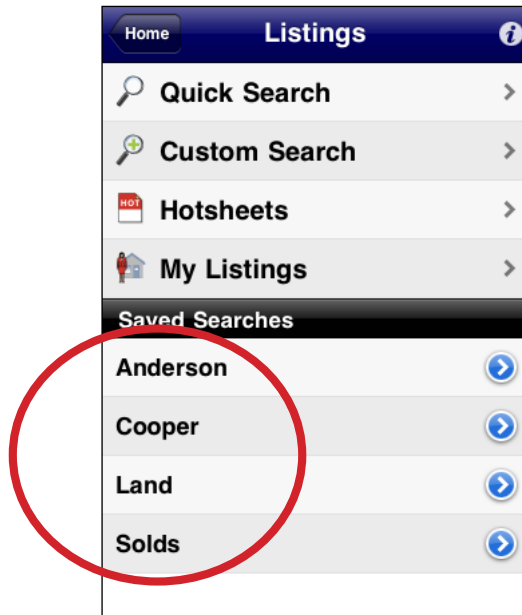 Home Listings
Quick Search
Custom Search
HOT Hotsheets
My Listings
Saved Searches
Anderson
Cooper
Land
Solds